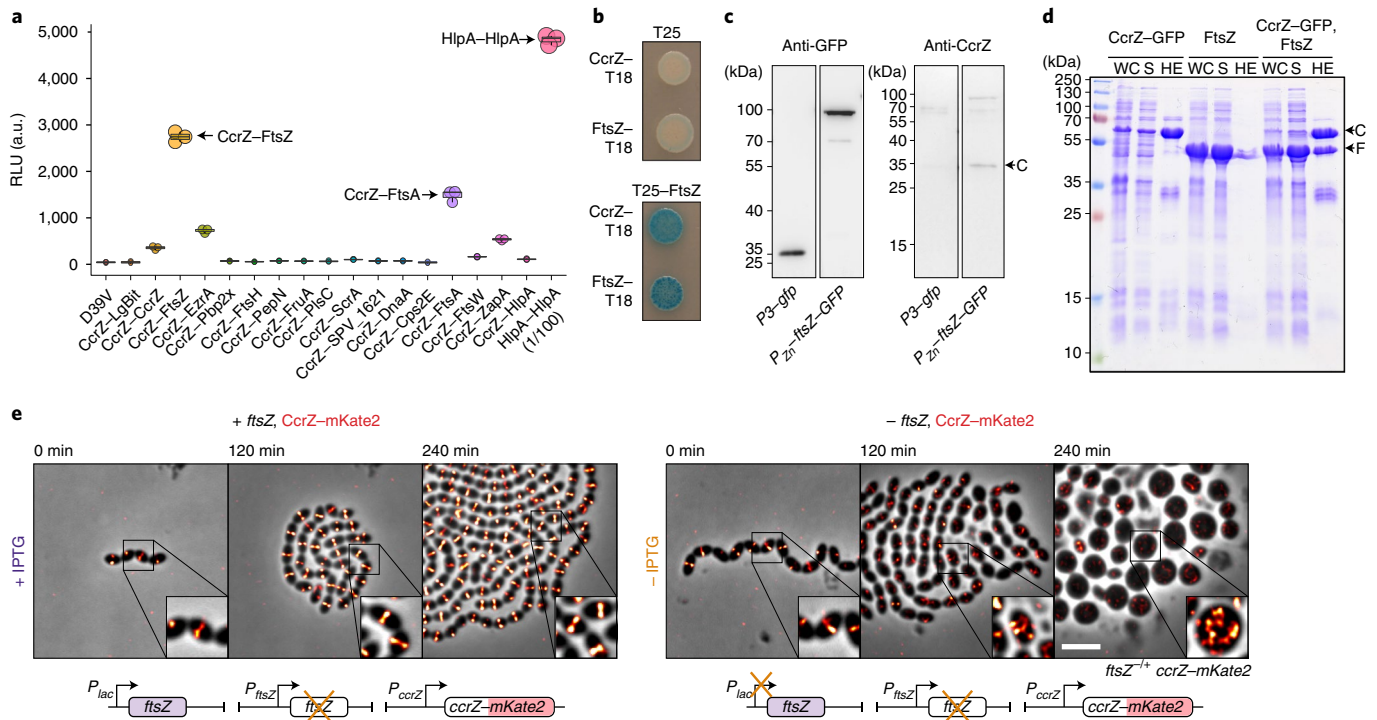 a
RLU (a.u.)
5,000
4,000
3,000
2,000
1,000
0
HlpA–HlpA
CcrZ–FtsZ
CcrZ–FtsA
D39V
CcrZ–LgBit
CcrZ–CcrZ
CcrZ–FtsZ
CcrZ–EzrA
CcrZ–Pbp2x
CcrZ–FtsH
CcrZ–PepN
CcrZ–FruA
CcrZ–PlsC
CcrZ–ScrA
CcrZ–SPV_1621
CcrZ–DnaA
CcrZ–Cps2E
CcrZ–FtsA
CcrZ–FtsW
CcrZ–ZapA
CcrZ–HlpA
HlpA–HlpA
(1/100)
b
T25
CcrZ–
T18
FtsZ–
T18
T25–FtsZ
CcrZ–
T18
FtsZ–
T18
c
Anti-GFP
(kDa)
100
70
55
40
35
25
P3–gfp
PZn–ftsZ–GFP
Anti-CcrZ
(kDa)
100
70
55
40
35
25
15
C
P3–gfp
PZn–ftsZ–GFP
d
CcrZ–GFP
FtsZ
CcrZ–GFP,
FtsZ
(kDa)
WC S HE WC S HE WC S HE
250
130
100
70
55
35
25
15
10
C
F
e
+ ftsZ, CcrZ–mKate2
0 min
120 min
240 min
+ IPTG
Plac
ftsZ
PftsZ
ftsZ
PccrZ
ccrZ–mKate2
– ftsZ, CcrZ–mKate2
0 min
120 min
240 min
– IPTG
ftsZ–/+ ccrZ–mKate2
Plac
ftsZ
PftsZ
ftsZ
PccrZ
ccrZ–mKate2